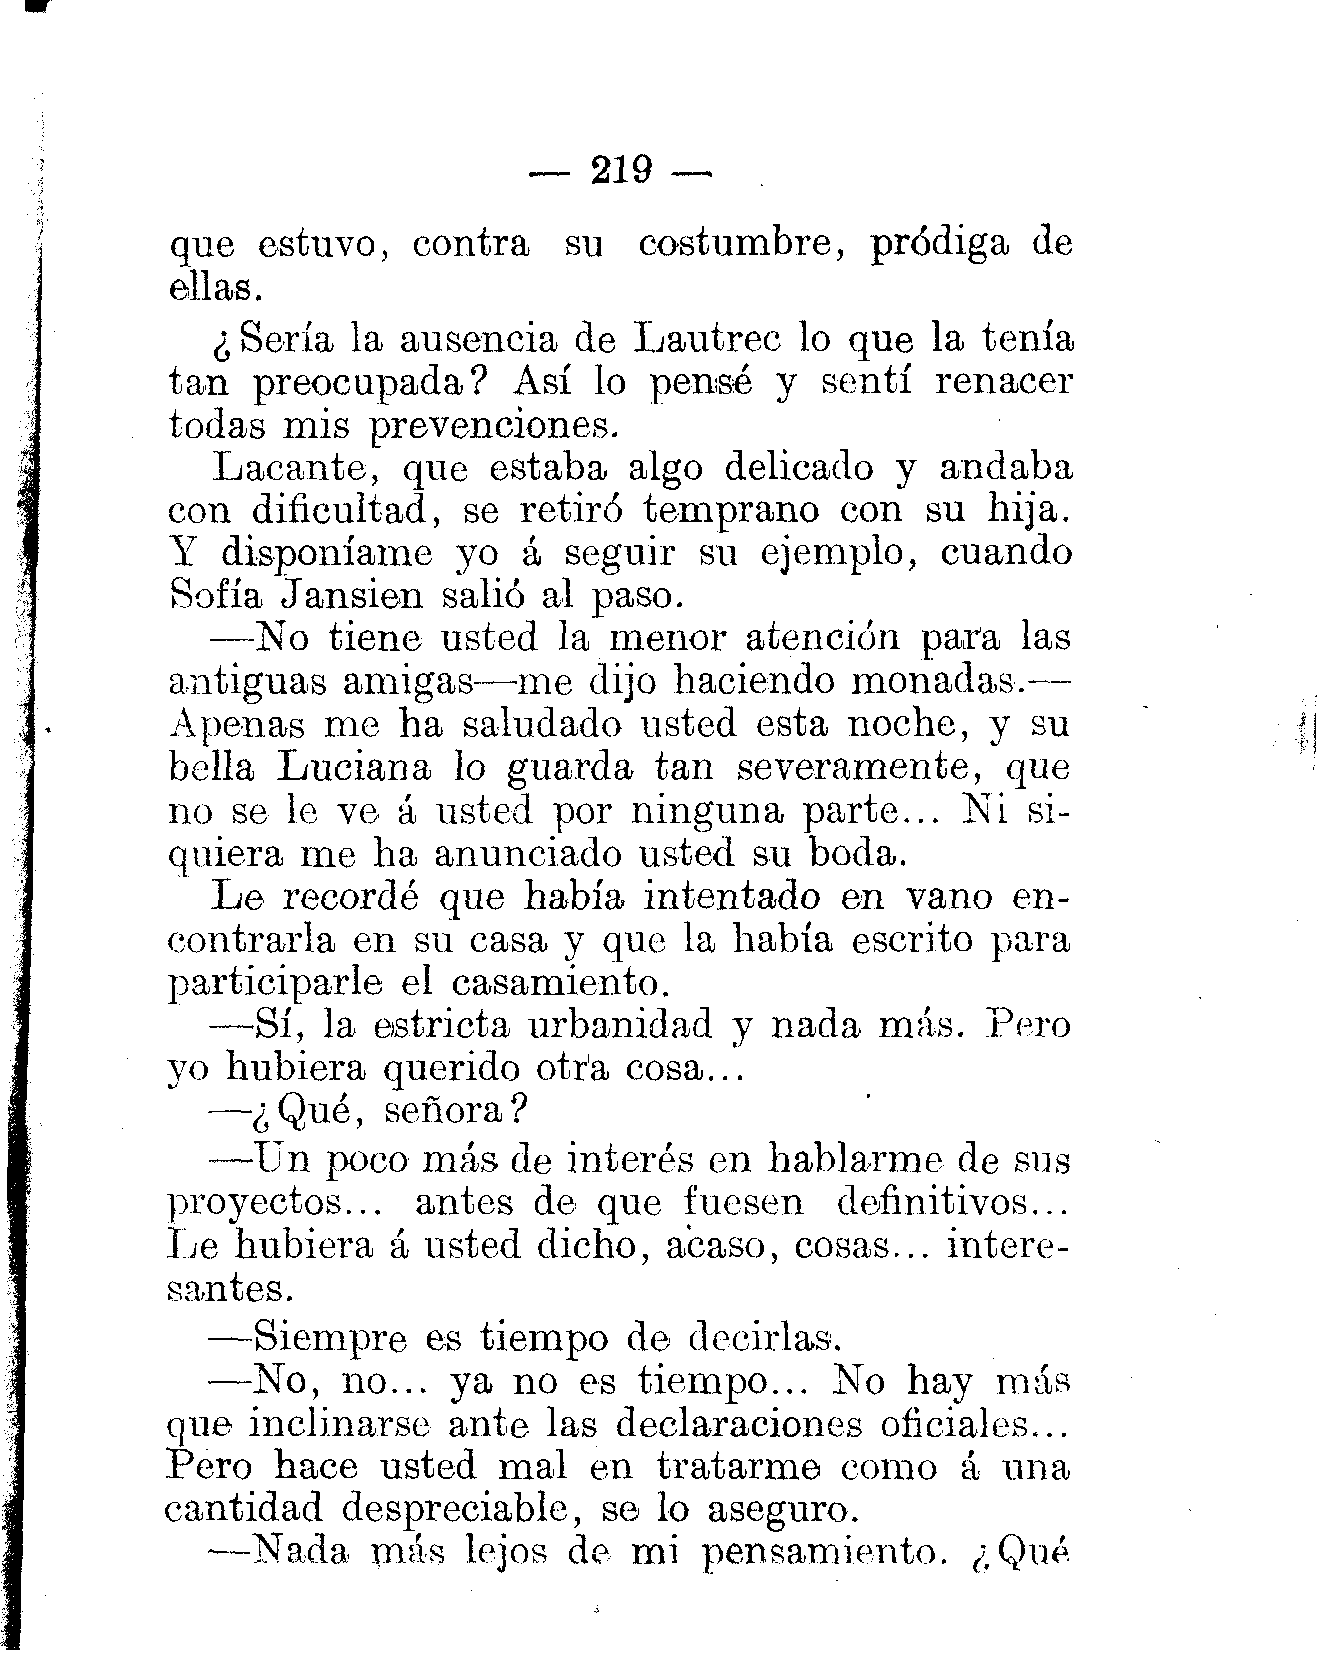 — 219 —
que estuvo, contra su costumbre, pródiga de
ellas.
¿Sería la ausencia de Lautrec lo que la tenía
tan preocupada? Así lo pensé y sentí renacer
todas mis prevenciones.
Lacante, que estaba algo delicado y andaba
con dificultad, se retiró temprano con su hija.
Y disponíame yo á seguir su ejemplo, cuando
Sofía Jansien salió al paso.
—No tiene usted la menor atención para las
antiguas amigas—me dijo haciendo monadas.—
Apenas me ha saludado usted esta noche, y su
bella Luciana lo guarda tan severamente, que
no se le ve á usted por ninguna parte... Ni si-
quiera me ha anunciado usted su boda.
Le recordé que había intentado en vano en-
contrarla en su casa y que la había escrito para
participarle el casamiento.
—Sí, la estricta urbanidad y nada más. Pero
yo hubiera querido otra cosa...
—¿Qué, señora?
—Un poco más de interés en hablarme de sus
proyectos... antes de que fuesen definitivos...
Le hubiera á usted dicho, acaso, cosas... intere-
santes.
—Siempre es tiempo de decirlas.
—No, no... ya no es tiempo... No hay más
que inclinarse ante las declaraciones oficiales...
Pero hace usted mal en tratarme como á una
cantidad despreciable, se lo aseguro.
—Nada más lejos de mi pensamiento. ¿Qué